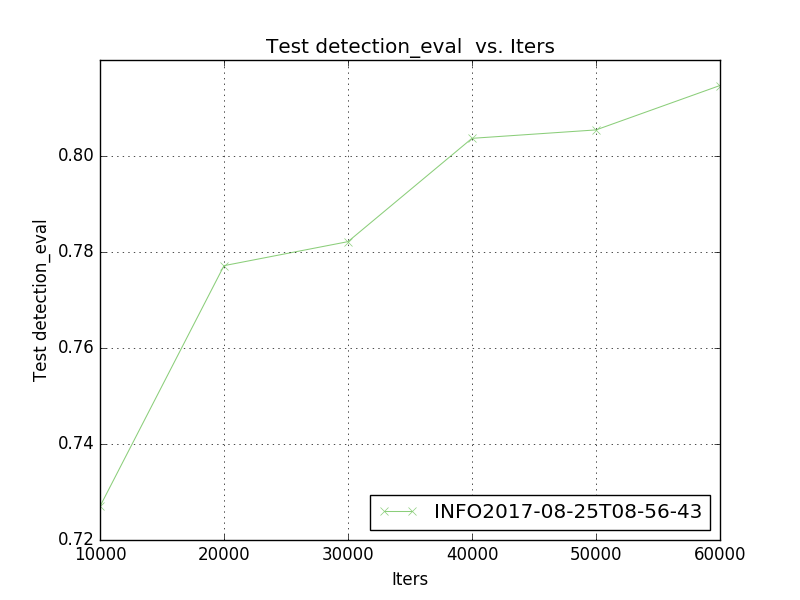 Test detection_eval  vs. Iters
Test detection_eval
0.80
0.78
0.76
0.74
0.72
10000 20000 30000 40000 50000 60000
Iters
INFO2017-08-25T08-56-43